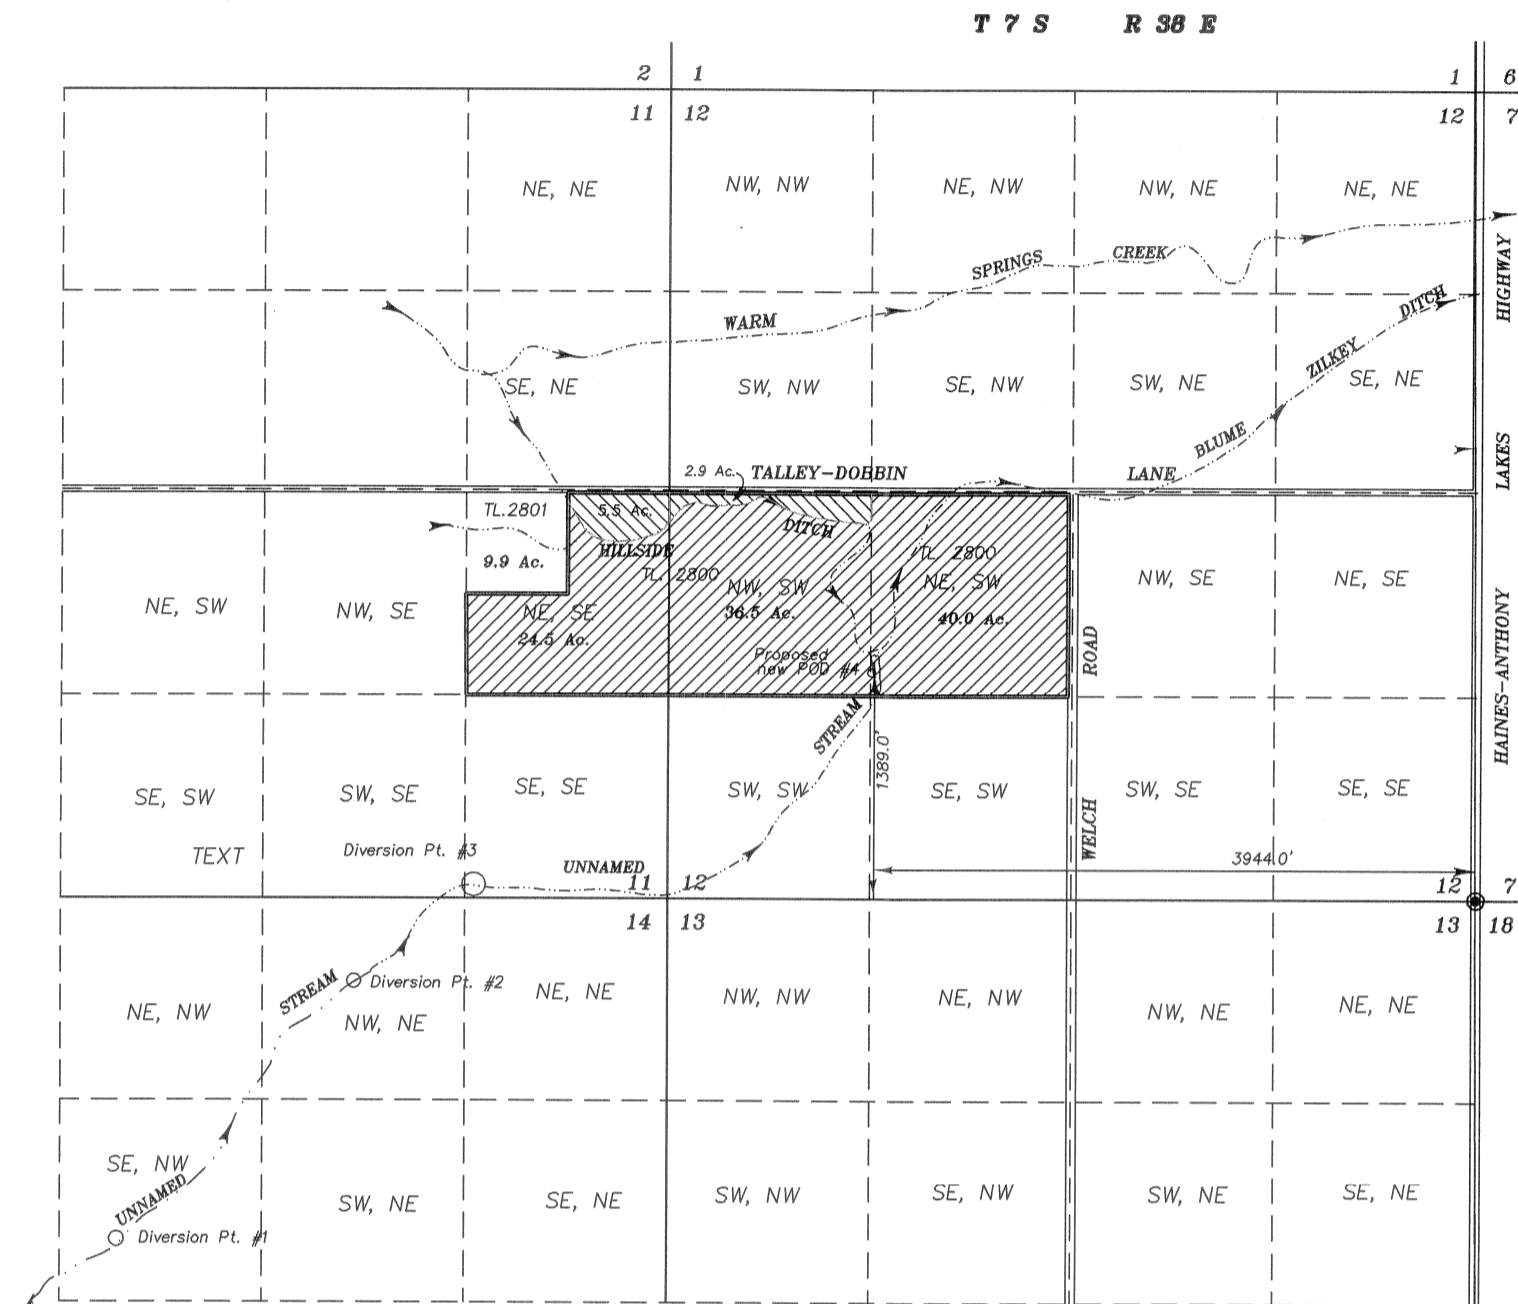 T 7 S R 38 E
2 1
1 6
11 12
12 7
NE, NE
NW, NW
NE, NW
NW, NE
NE, NE
HIGHWAY
SPRINGS
CREEK
WARM
DITCH
ZILKEY
SE, NE
SW, NW
SE, NW
SW, NE
SE, NE
BLUME
LAKES
2.9 Ac.
TALLEY-DOBBIN
LANE
TL.2801
5.5 Ac.
DITCH
9.9 Ac.
HILLSIDE
TL. 2800
TL. 2800
NE, SW
NW, SE
NE, SE
24.5 Ac.
NW, SW
36.5 Ac.
NE, SW
40.0 Ac.
NW, SE
NE, SE
Proposed
new POD #4
ROAD
HAINES-ANTHONY
STREAM
1389.0'
SE, SW
SW, SE
SE, SE
SW, SW
SE, SW
SW, SE
SE, SE
TEXT
Diversion Pt. #3
UNNAMED
WELCH
3944.0'
11 12
12 7
14 13
13 18
STREAM
Diversion Pt. #2
NE, NW
NW, NE
NE, NE
NW, NW
NE, NW
NW, NE
NE, NE
SE, NW
UNNAMED
SW, NE
SE, NE
SW, NW
SE, NW
SW, NE
SE, NE
Diversion Pt. #1